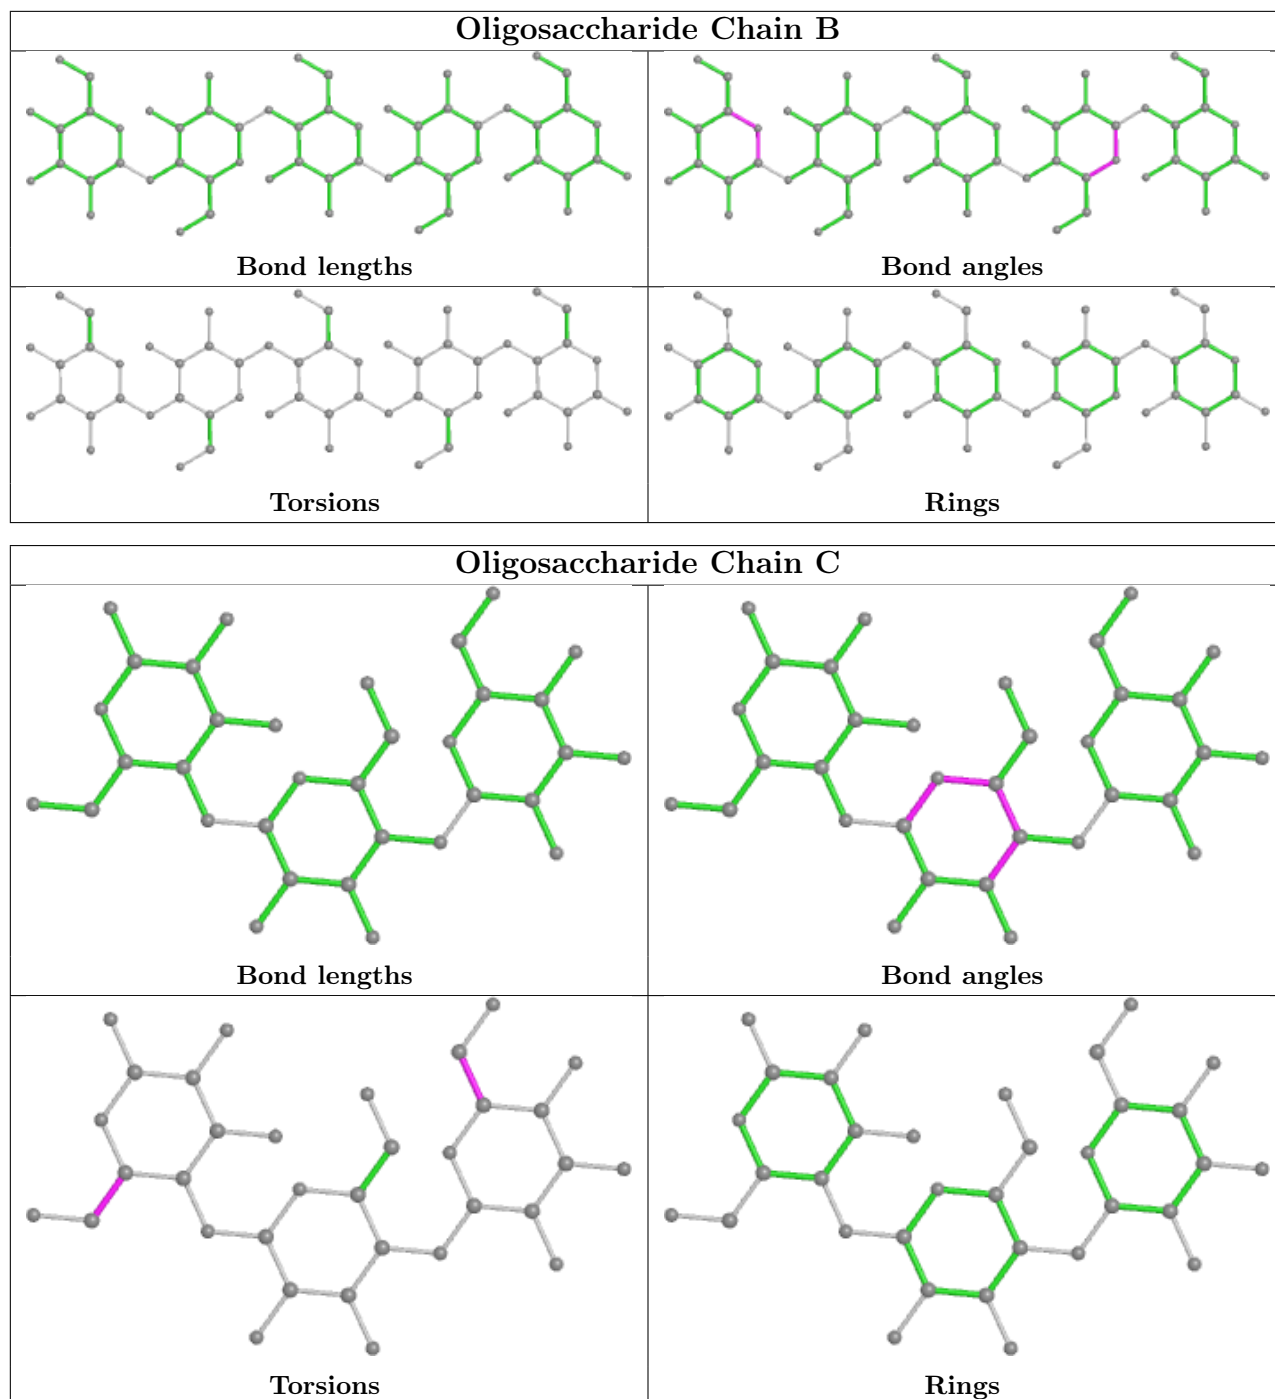 Oligosaccharide Chain B
Bond lengths
Bond angles
Torsions
Rings
Oligosaccharide Chain C
Bond lengths
Bond angles
Torsions
Rings